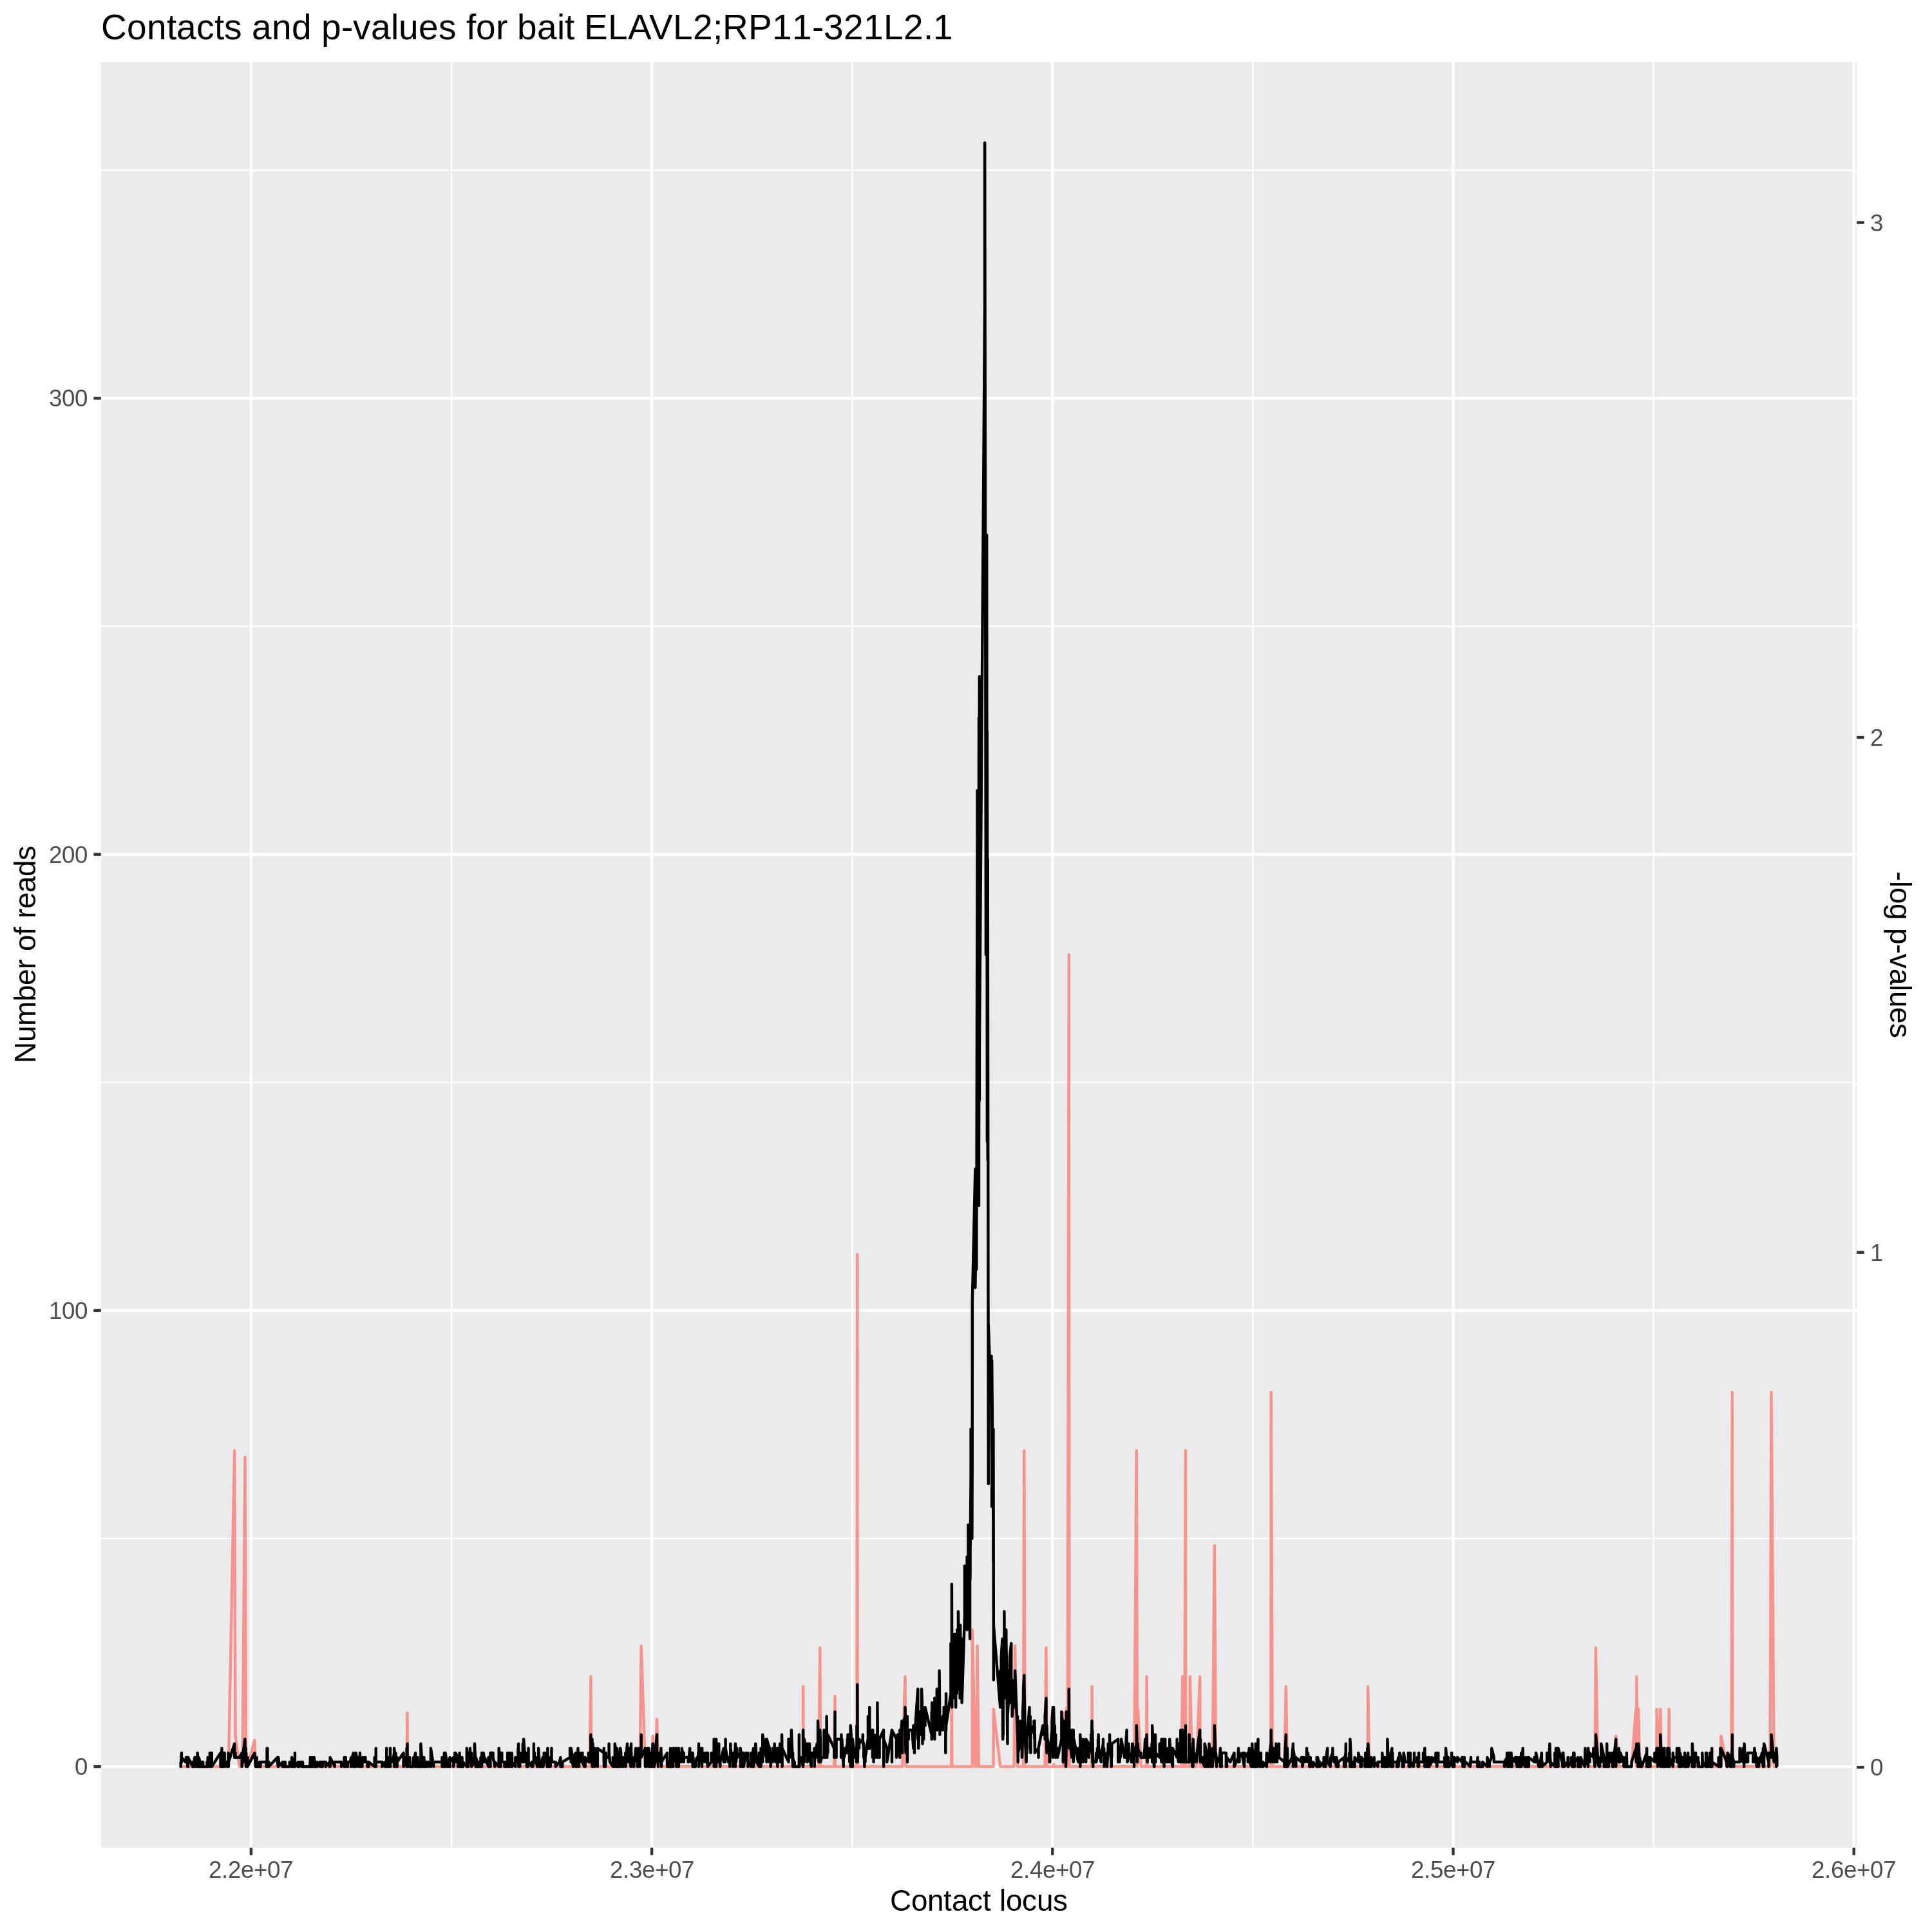 Contacts and p-values for bait ELAVL2;RP11-321L2.1
Number of reads
300
200
100
0
3
2
1
0
-log p-values
2.2e+07 2.3e+07 2.4e+07 2.5e+07 2.6e+07
Contact locus